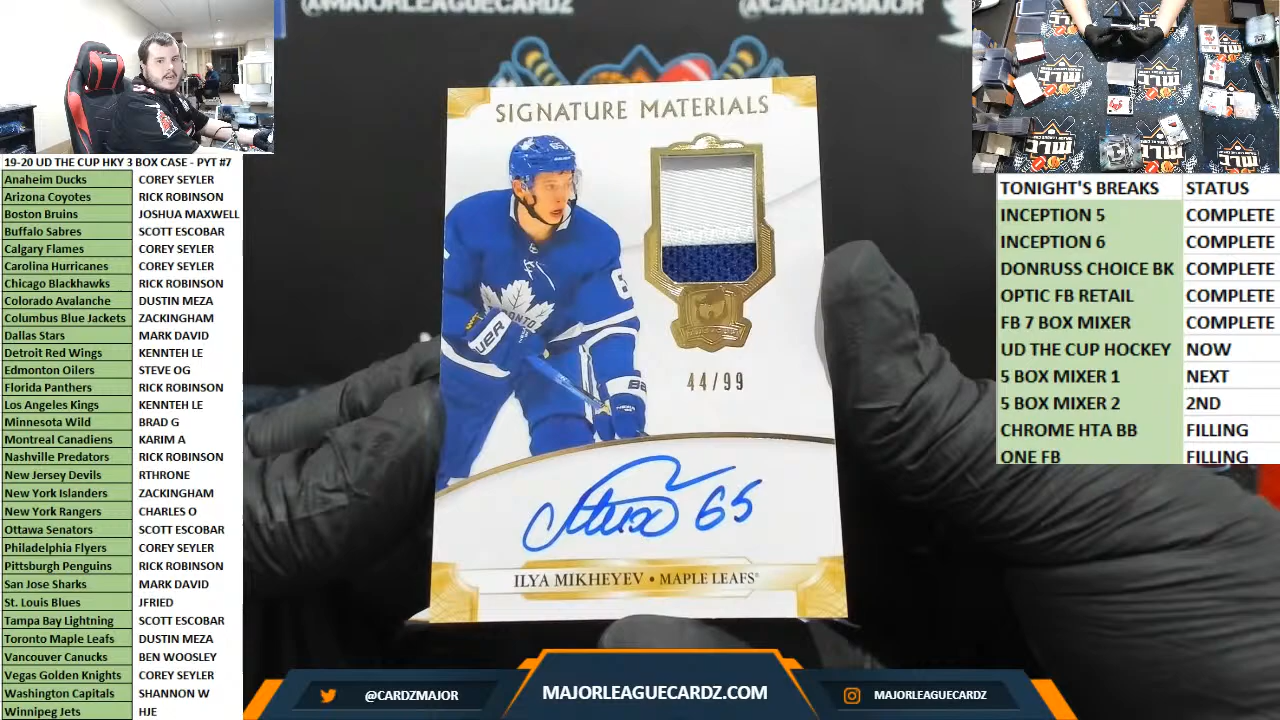 @MAJORLEAGUECARDZ @CARDZMAJOR
19-20 UD THE CUP HKY 3 BOX CASE - PYT #7
Anaheim Ducks COREY SEYLER
Arizona Coyotes RICK ROBINSON
Boston Bruins JOSHUA MAXWELL
Buffalo Sabres SCOTT ESCOBAR
Calgary Flames COREY SEYLER
Carolina Hurricanes COREY SEYLER
Chicago Blackhawks RICK ROBINSON
Colorado Avalanche DUSTIN MEZA
Columbus Blue Jackets ZACKINGHAM
Dallas Stars MARK DAVID
Detroit Red Wings KENNTEH LE
Edmonton Oilers STEVE OG
Florida Panthers RICK ROBINSON
Los Angeles Kings KENNTEH LE
Minnesota Wild BRAD G
Montreal Canadiens KARIM A
Nashville Predators RICK ROBINSON
New Jersey Devils RTHRONE
New York Islanders ZACKINGHAM
New York Rangers CHARLES O
Ottawa Senators SCOTT ESCOBAR
Philadelphia Flyers COREY SEYLER
Pittsburgh Penguins RICK ROBINSON
San Jose Sharks MARK DAVID
St. Louis Blues JFRIED
Tampa Bay Lightning SCOTT ESCOBAR
Toronto Maple Leafs DUSTIN MEZA
Vancouver Canucks BEN WOOSLEY
Vegas Golden Knights COREY SEYLER
Washington Capitals SHANNON W
Winnipeg Jets HJE
SIGNATURE MATERIALS
44/99
65
ILYA MIKHEYEV • MAPLE LEAFS
TONIGHT'S BREAKS STATUS
INCEPTION 5 COMPLETE
INCEPTION 6 COMPLETE
DONRUSS CHOICE BK COMPLETE
OPTIC FB RETAIL COMPLETE
FB 7 BOX MIXER COMPLETE
UD THE CUP HOCKEY NOW
5 BOX MIXER 1 NEXT
5 BOX MIXER 2 2ND
CHROME HTA BB FILLING
ONE FB FILLING
@CARDZMAJOR
MAJORLEAGUECARDZ.COM
MAJORLEAGUECARDZ